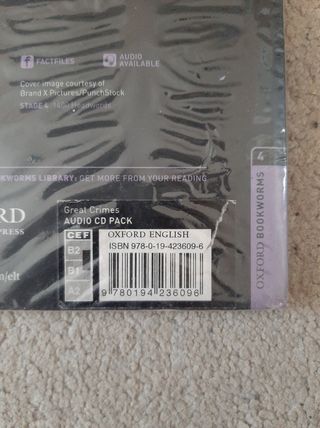 f FACTFILES
AUDIO
AVAILABLE
Cover image courtesy of
Brand X Pictures/PunchStock
STAGE 4 1400 Headwords
OKWORMS LIBRARY: GET MORE FROM YOUR READING
RD
PRESS
m/elt
Great Crimes
AUDIO CD PACK
CEF
B2
B1
A2
OXFORD ENGLISH
ISBN 978-0-19-423609-6
9 780194 236096
4
OXFORD BOOKWORMS